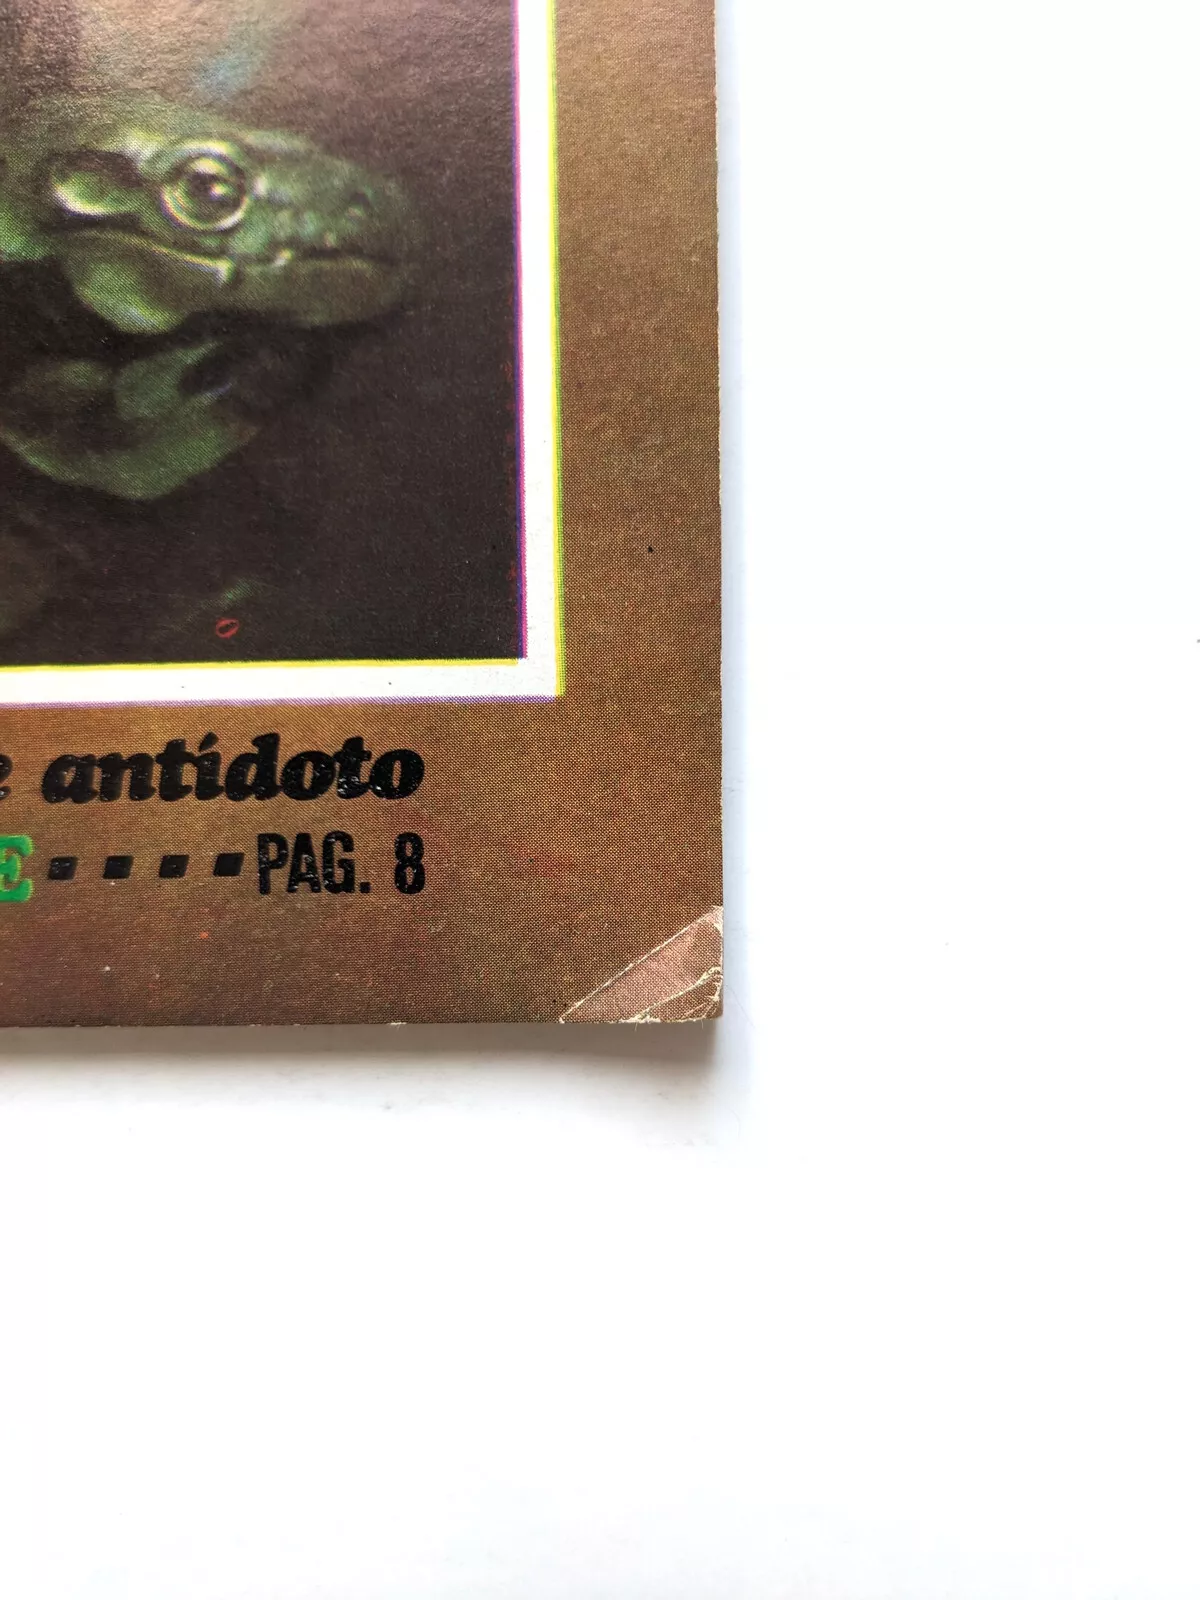 e antídoto
E▪▪▪▪PAG. 8